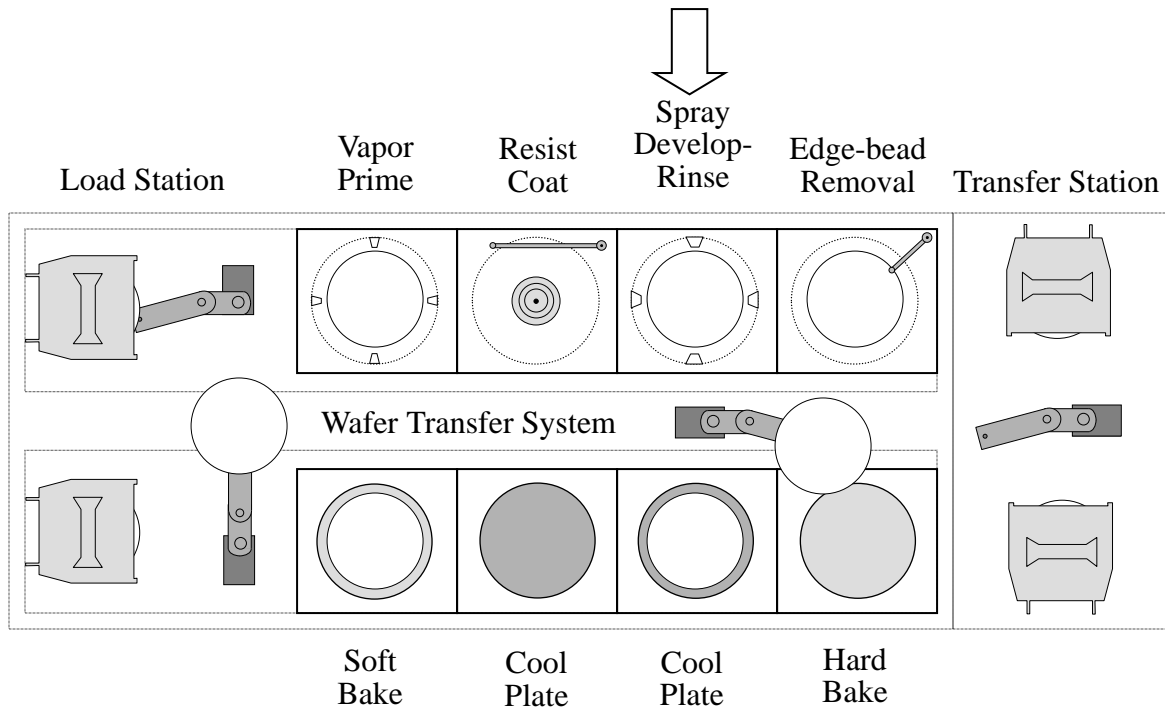 Spray
Develop-
Rinse
Vapor
Prime
Resist
Coat
Edge-bead
Removal
Load Station
Transfer Station
Wafer Transfer System
Soft
Bake
Cool
Plate
Cool
Plate
Hard
Bake